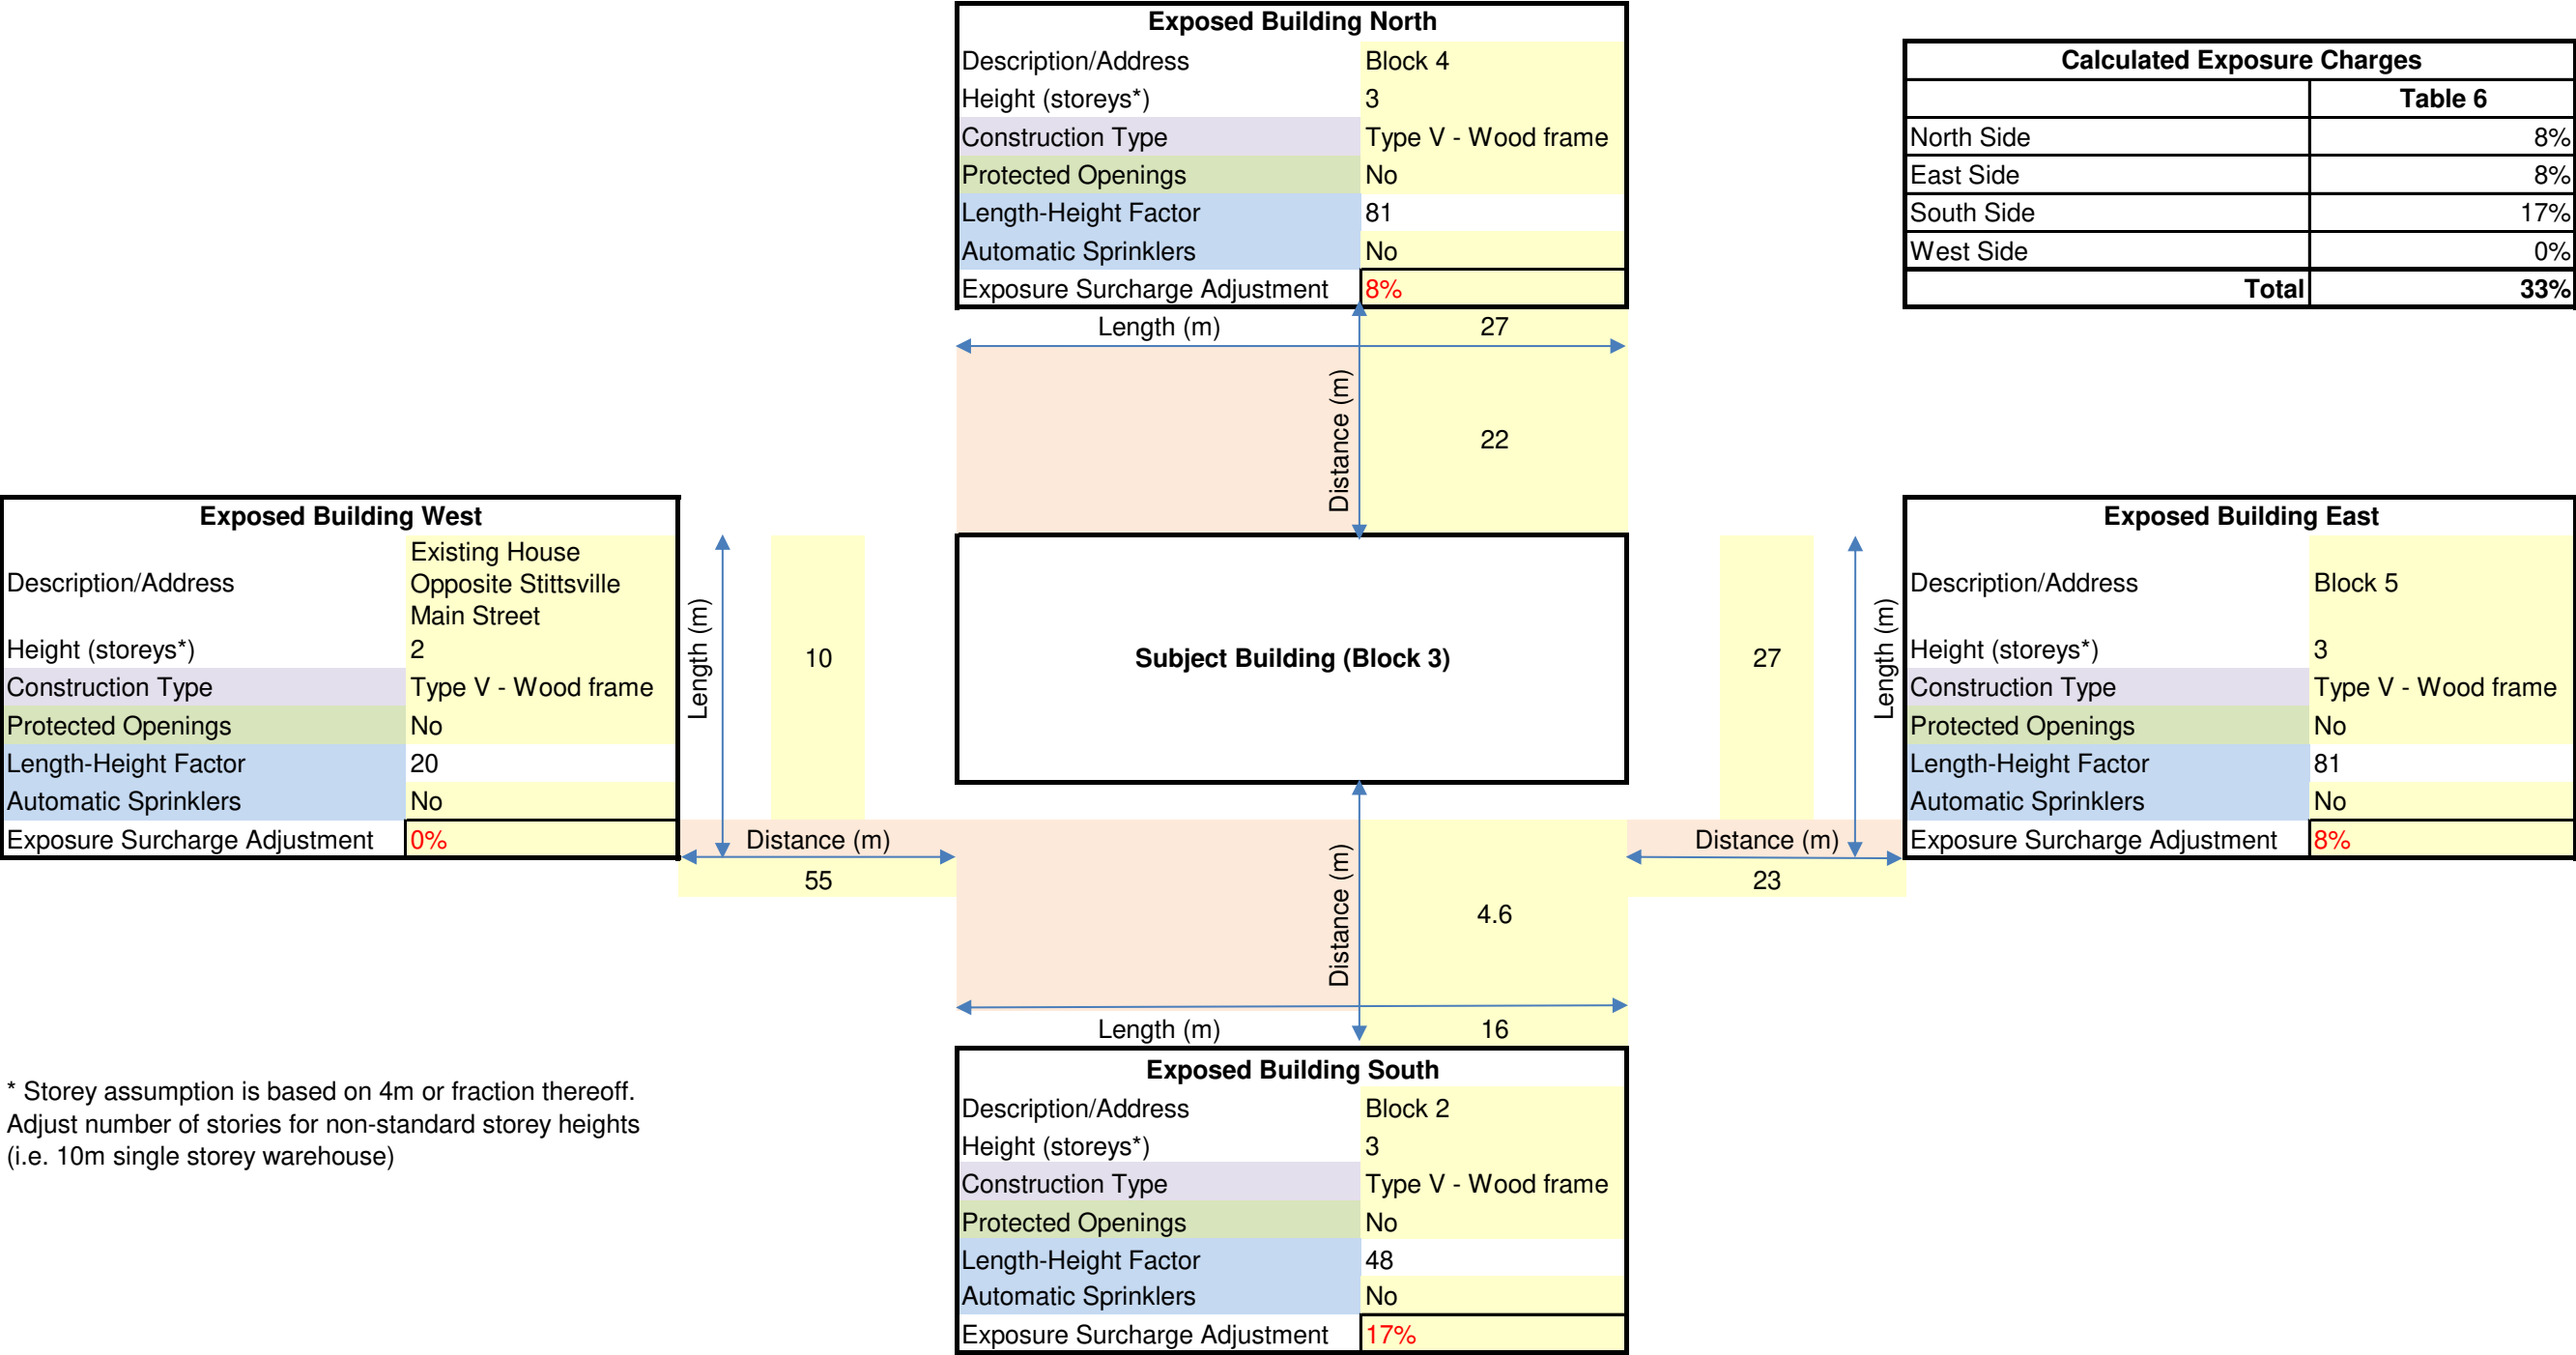 Exposed Building North
Description/Address Block 4
Height (storeys*) 3
Construction Type Type V - Wood frame
Protected Openings No
Length-Height Factor 81
Automatic Sprinklers No
Exposure Surcharge Adjustment 8%
Length (m) 27
Distance (m) 22
Calculated Exposure Charges
Table 6
North Side 8%
East Side 8%
South Side 17%
West Side 0%
Total 33%
Exposed Building West
Description/Address
Existing House
Opposite Stittsville
Main Street
Height (storeys*) 2
Construction Type Type V - Wood frame
Protected Openings No
Length-Height Factor 20
Automatic Sprinklers No
Exposure Surcharge Adjustment 0%
Length (m) 10
Distance (m)
55
Subject Building (Block 3)
27 Length (m)
Distance (m)
23
Exposed Building East
Description/Address Block 5
Height (storeys*) 3
Construction Type Type V - Wood frame
Protected Openings No
Length-Height Factor 81
Automatic Sprinklers No
Exposure Surcharge Adjustment 8%
Distance (m) 4.6
Length (m) 16
Exposed Building South
Description/Address Block 2
Height (storeys*) 3
Construction Type Type V - Wood frame
Protected Openings No
Length-Height Factor 48
Automatic Sprinklers No
Exposure Surcharge Adjustment 17%
* Storey assumption is based on 4m or fraction thereoff.
Adjust number of stories for non-standard storey heights
(i.e. 10m single storey warehouse)